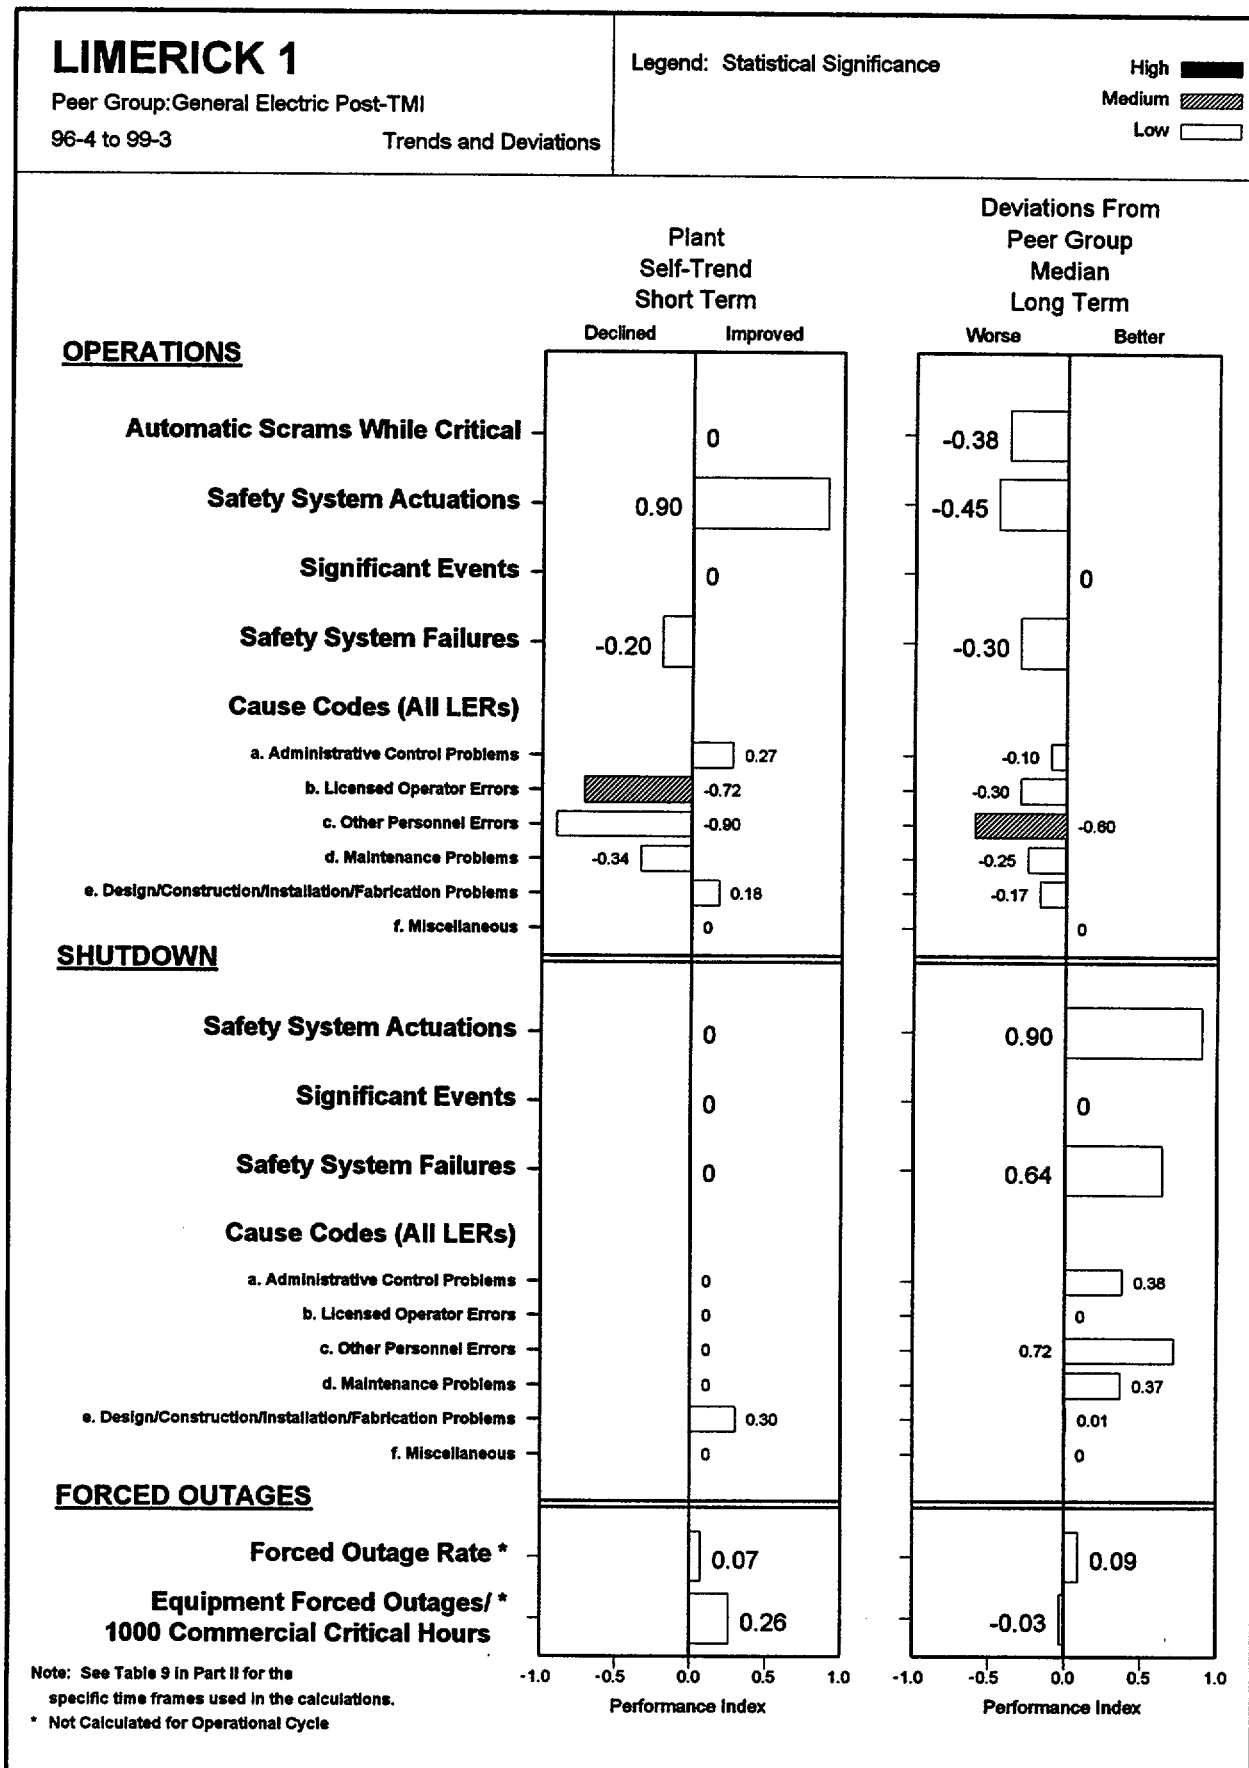 LIMERICK 1
Peer Group:General Electric Post-TMI
96-4 to 99-3 Trends and Deviations
Legend: Statistical Significance
High
Medium
Low
Plant
Self-Trend
Short Term
Declined Improved
Deviations From
Peer Group
Median
Long Term
Worse Better
OPERATIONS
Automatic Scrams While Critical 0 -0.38
Safety System Actuations 0.90 -0.45
Significant Events 0 0
Safety System Failures -0.20 -0.30
Cause Codes (All LERs)
a. Administrative Control Problems 0.27 -0.10
b. Licensed Operator Errors -0.72 -0.30
c. Other Personnel Errors -0.90 -0.60
d. Maintenance Problems -0.34 -0.25
e. Design/Construction/Installation/Fabrication Problems 0.18 -0.17
f. Miscellaneous 0 0
SHUTDOWN
Safety System Actuations 0 0.90
Significant Events 0 0
Safety System Failures 0 0.64
Cause Codes (All LERs)
a. Administrative Control Problems 0 0.38
b. Licensed Operator Errors 0 0
c. Other Personnel Errors 0 0.72
d. Maintenance Problems 0 0.37
e. Design/Construction/Installation/Fabrication Problems 0.30 0.01
f. Miscellaneous 0 0
FORCED OUTAGES
Forced Outage Rate * 0.07 0.09
Equipment Forced Outages/ *
1000 Commercial Critical Hours 0.26 -0.03
-1.0 -0.5 0.0 0.5 1.0 -1.0 -0.5 0.0 0.5 1.0
Performance Index Performance Index
Note: See Table 9 in Part II for the
specific time frames used in the calculations.
* Not Calculated for Operational Cycle